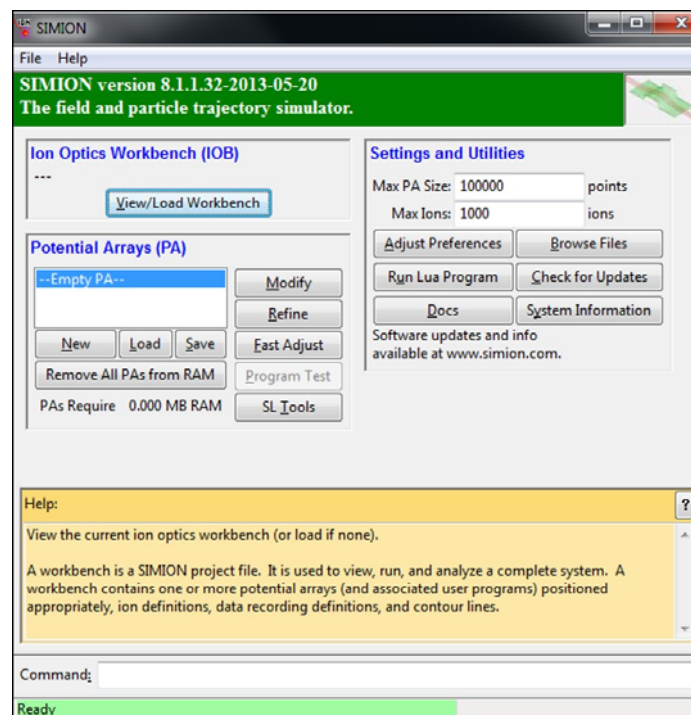 SIMION
File Help
SIMION version 8.1.1.32-2013-05-20
The field and particle trajectory simulator.
Ion Optics Workbench (IOB)
---
View/Load Workbench
Potential Arrays (PA)
--Empty PA--
Modify
Refine
New Load Save Fast Adjust
Remove All PAs from RAM Program Test
PAs Require 0.000 MB RAM SL Tools
Settings and Utilities
Max PA Size: 100000 points
Max Ions: 1000 ions
Adjust Preferences Browse Files
Run Lua Program Check for Updates
Docs System Information
Software updates and info
available at www.simion.com.
Help: ?
View the current ion optics workbench (or load if none).
A workbench is a SIMION project file. It is used to view, run, and analyze a complete system. A
workbench contains one or more potential arrays (and associated user programs) positioned
appropriately, ion definitions, data recording definitions, and contour lines.
Command:
Ready